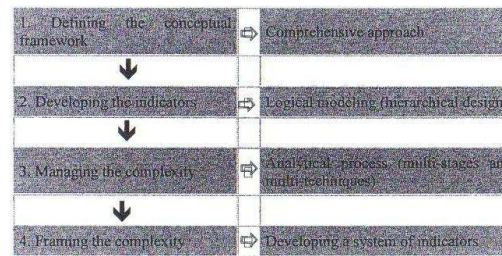 1. Defining the conceptual
framework
Comprehensive approach
2. Developing the indicators
Logical modeling (hierarchical design
3. Managing the complexity
Analytical process (multi-stages an
multi-techniques)
4. Framing the complexity
Developing a system of indicators